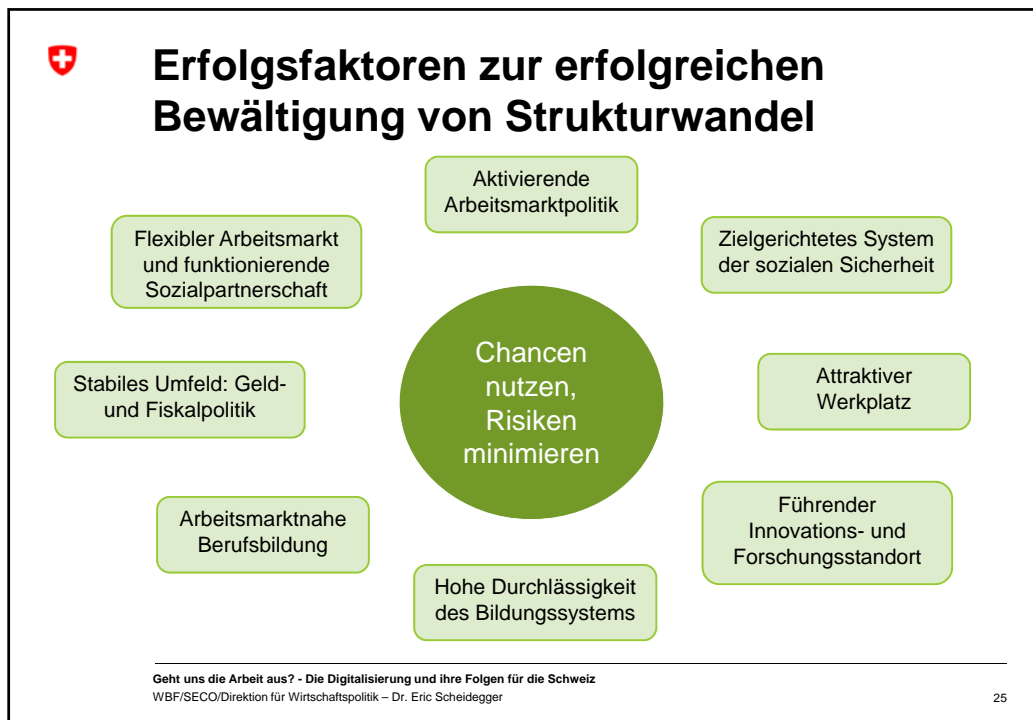 Erfolgsfaktoren zur erfolgreichen
Bewältigung von Strukturwandel
Aktivierende
Arbeitsmarktpolitik
Flexibler Arbeitsmarkt
und funktionierende
Sozialpartnerschaft
Zielgerichtetes System
der sozialen Sicherheit
Chancen
nutzen,
Risiken
minimieren
Stabiles Umfeld: Geld-
und Fiskalpolitik
Attraktiver
Werkplatz
Arbeitsmarktnahe
Berufsbildung
Führender
Innovations- und
Forschungsstandort
Hohe Durchlässigkeit
des Bildungssystems
Geht uns die Arbeit aus? - Die Digitalisierung und ihre Folgen für die Schweiz
WBF/SECO/Direktion für Wirtschaftspolitik – Dr. Eric Scheidegger
25